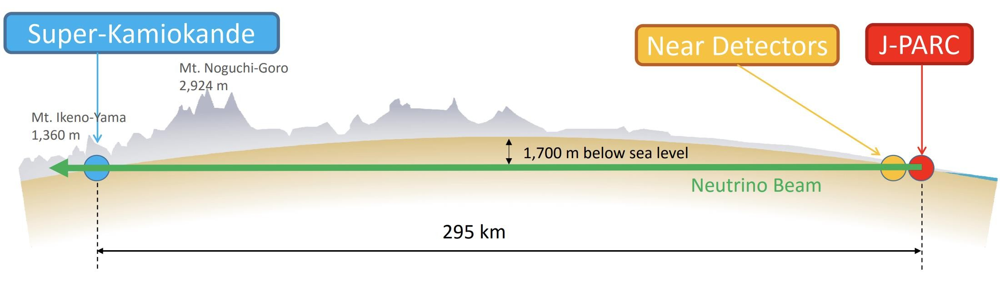 Super-Kamiokande
Near Detectors
J-PARC
Mt. Noguchi-Goro
2,924 m
Mt. Ikeno-Yama
1,360 m
1,700 m below sea level
Neutrino Beam
295 km